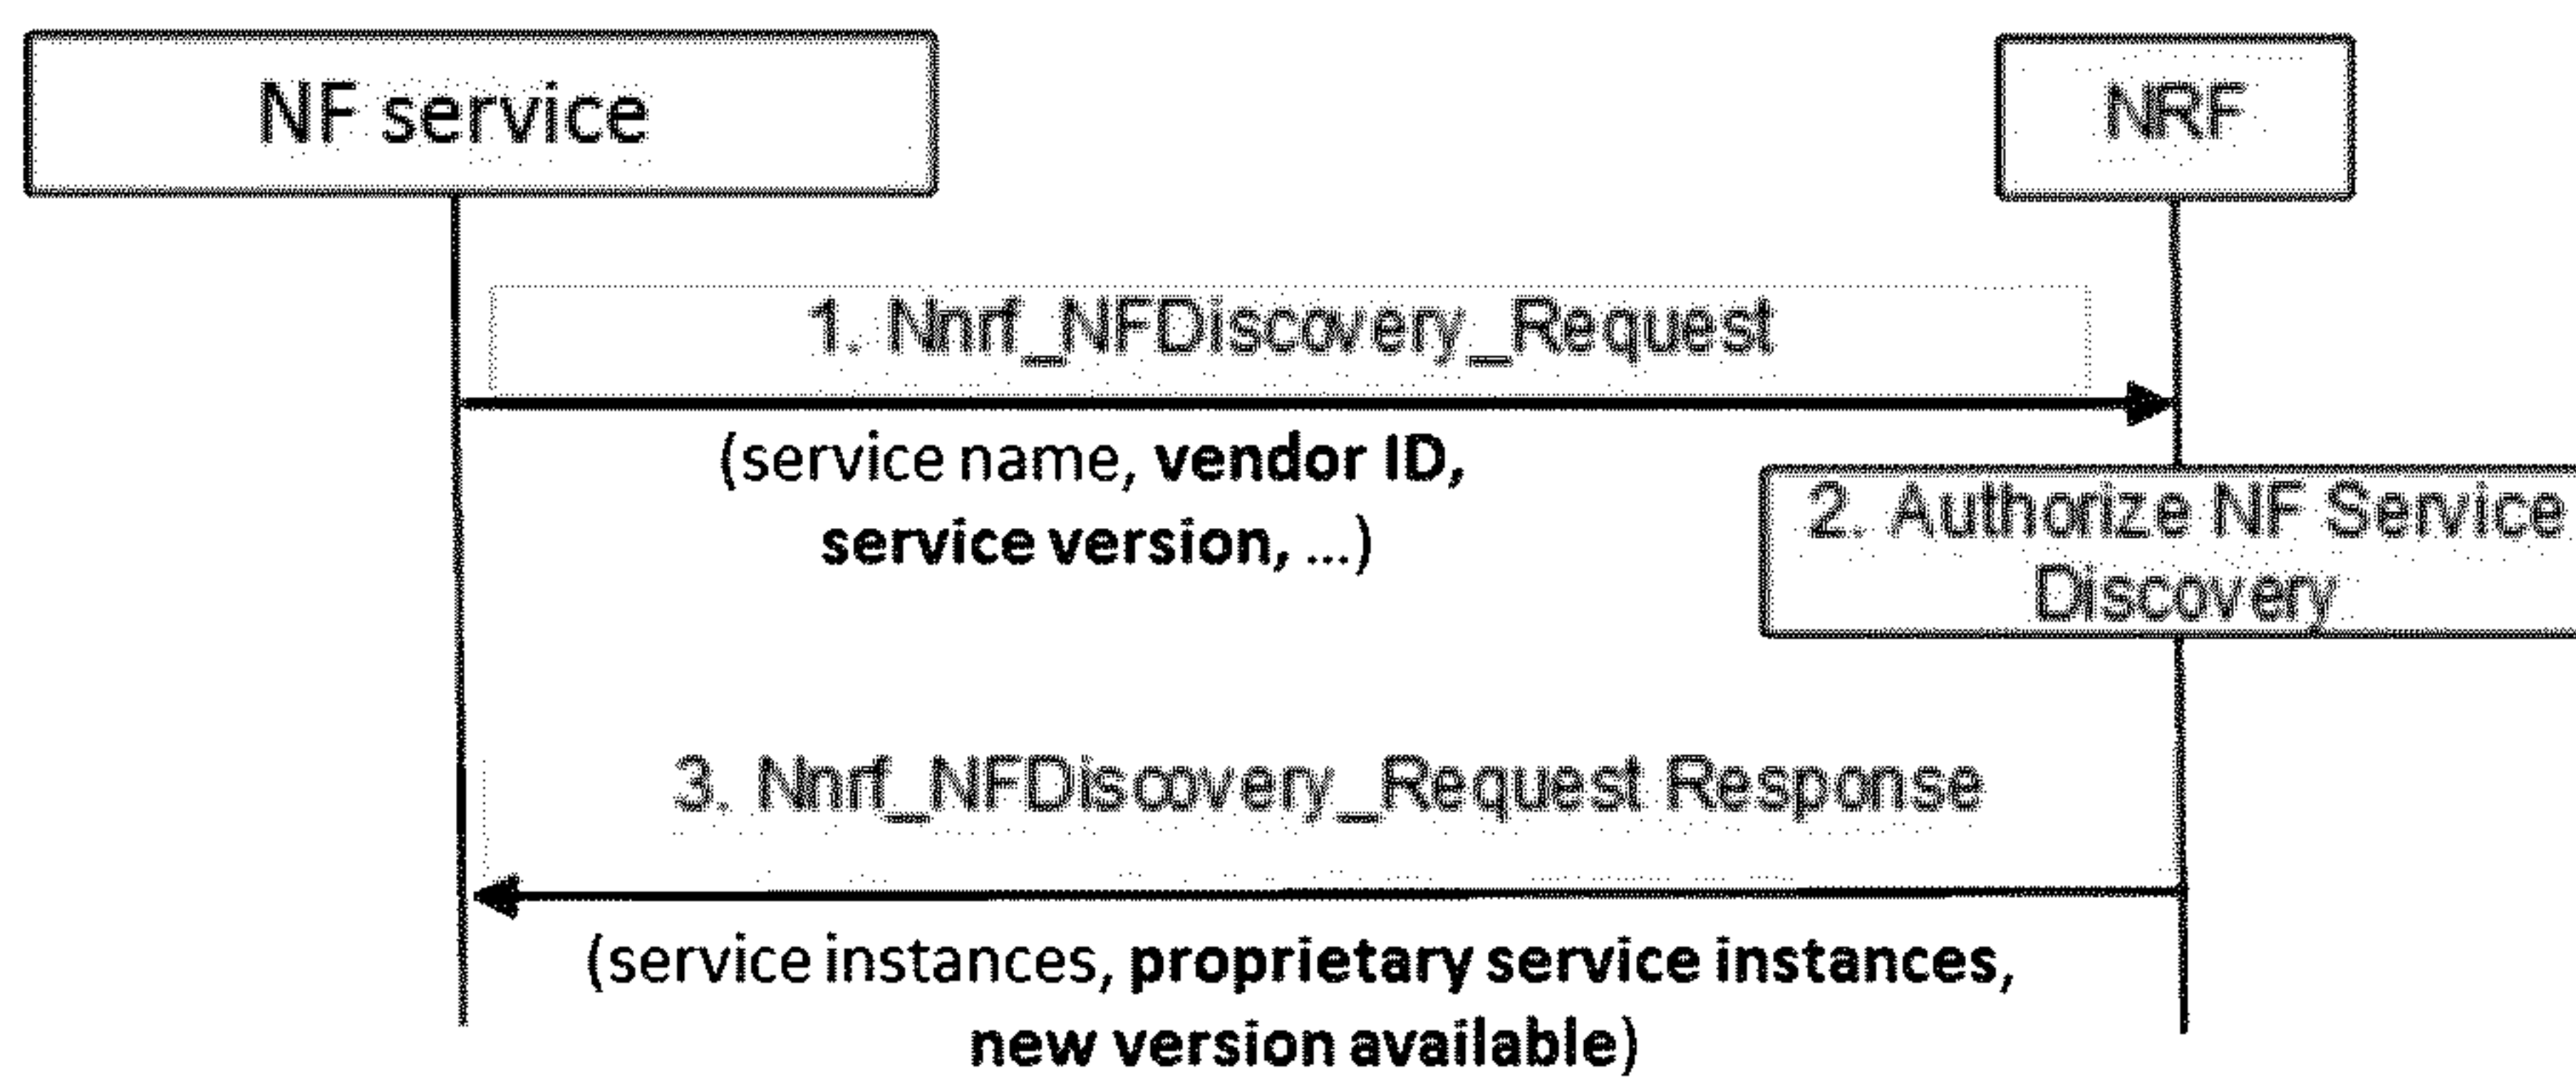 NF service
NRF
1. Nnrf_NFDiscovery_Request
(service name, vendor ID,
service version, ...)
2. Authorize NF Service
Discovery
3. Nnrf_NFDiscovery_Request Response
(service instances, proprietary service instances,
new version available)